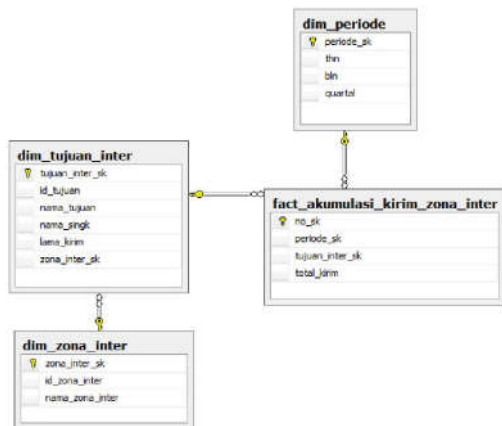 dim_periode
periode_sk
thn
bln
quartal
dim_tujuan_inter
tujuan_inter_sk
id_tujuan
nama_tujuan
nama_singk
lama_kirim
zona_inter_sk
fact_akumulasi_kirim_zona_inter
no_sk
periode_sk
tujuan_inter_sk
total_kirim
dim_zona_inter
zona_inter_sk
id_zona_inter
nama_zona_inter